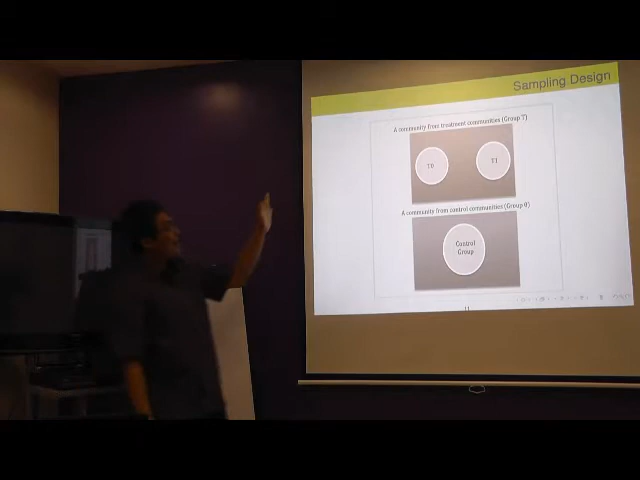 Sampling Design
A community from treatment communities (Group T)
T0
T1
A community from control communities (Group 0)
Control
Group